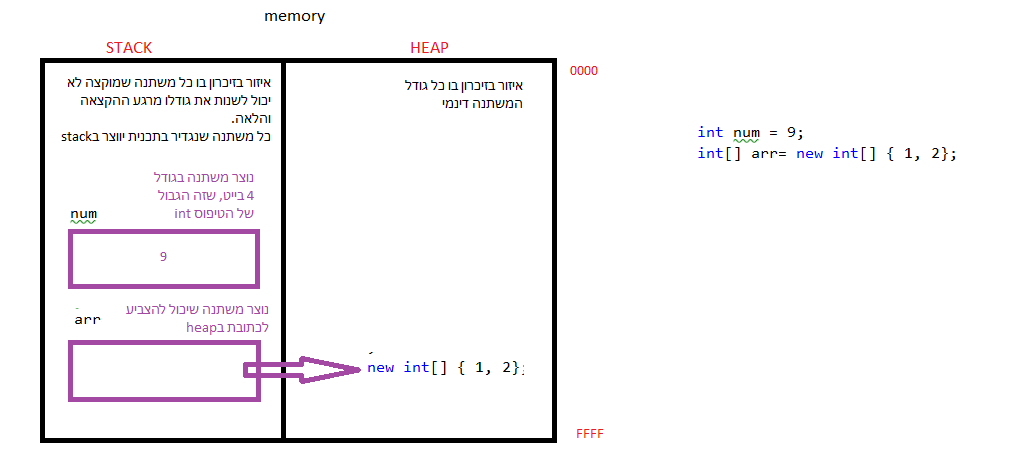 memory
STACK
HEAP
0000
איזור בזיכרון בו כל משתנה שמוקצה לא
יכול לשנות את גודלו מרגע ההקצאה
והלאה.
כל משתנה שנגדיר בתכנית יווצר בstack
איזור בזיכרון בו כל גודל
המשתנה דינמי
int num = 9;
int[] arr= new int[] { 1, 2};
נוצר משתנה בגודל
4 בייט, שזה הגבול
של הטיפוס int
num
9
נוצר משתנה שיכול להצביע
לכתובת בheap
arr
new int[] { 1, 2};
FFFF